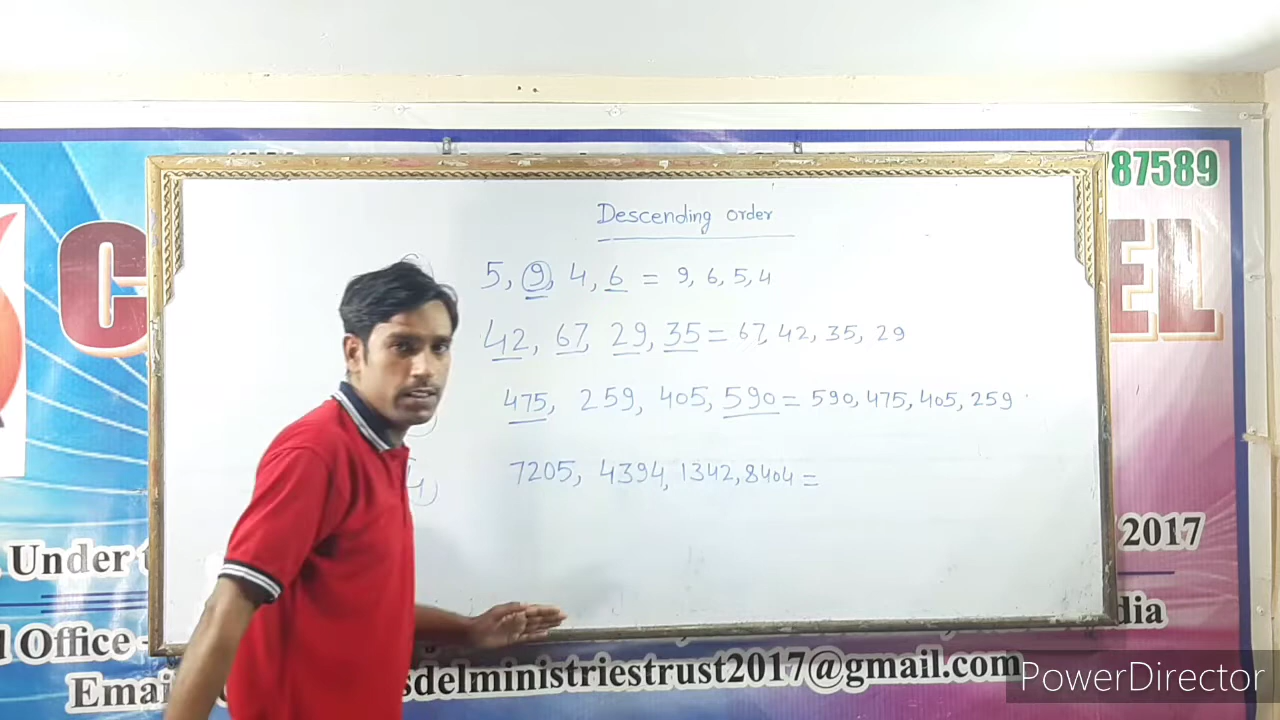 87589
Descending order
5, 9, 4, 6 = 9, 6, 5, 4
42, 67, 29, 35 = 67, 42, 35, 29
475, 259, 405, 590 = 590, 475, 405, 259
4) 7205, 4394, 1342, 8404 =
Under
2017
Office
sdelministriestrust2017@gmail.com
PowerDirector